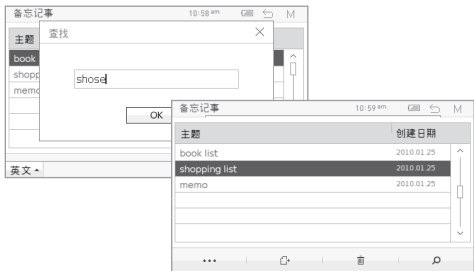 备忘记事 10:58 am M
查找
主题
book
shopp
memo
shose
OK
英文
备忘记事 10:59 am M
主题 创建日期
book list 2010.01.25
shopping list 2010.01.25
memo 2010.01.25